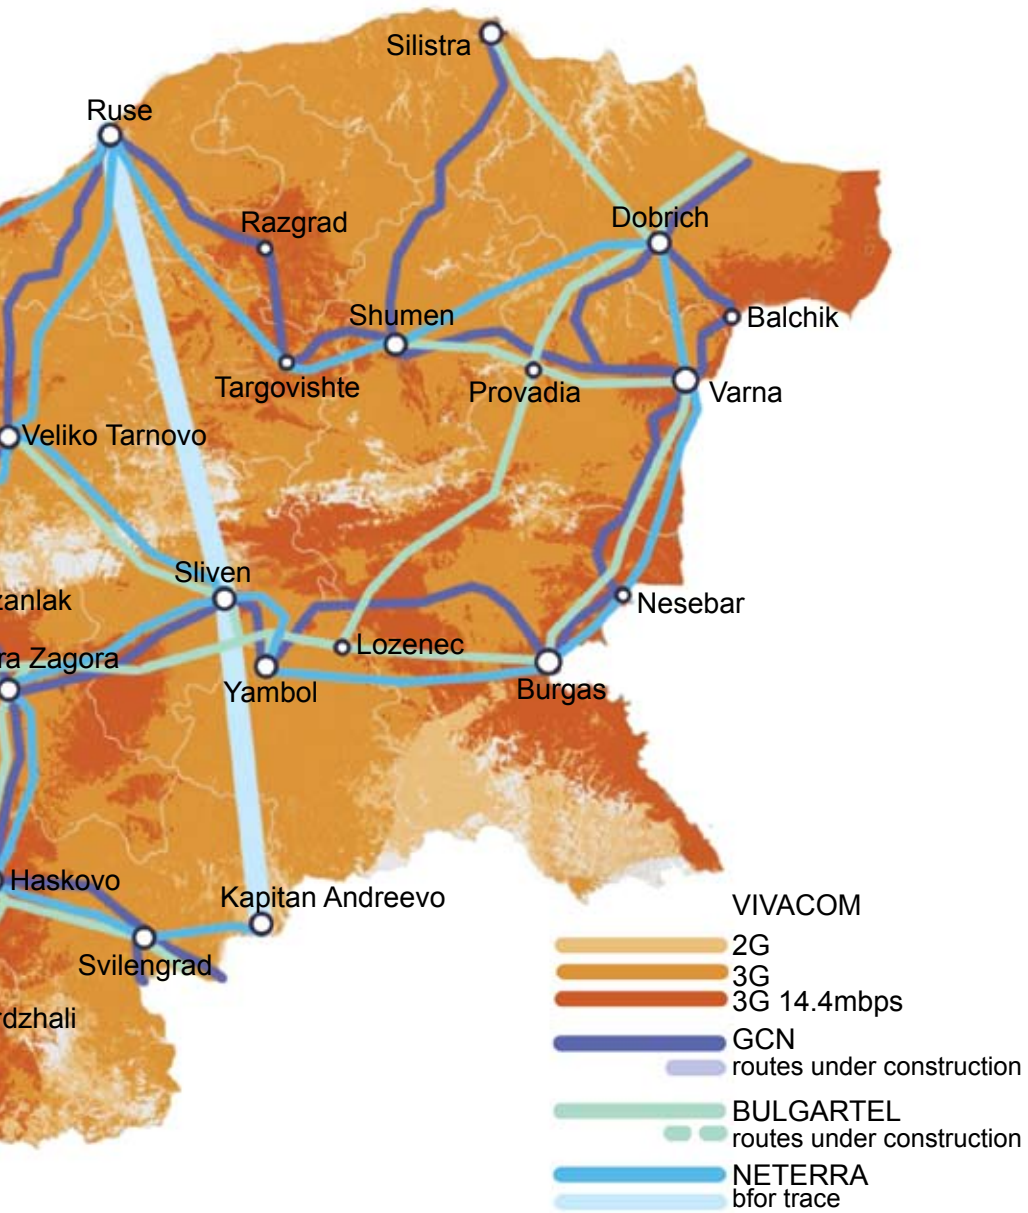 Silistra
Ruse
Razgrad
Dobrich
Shumen
Balchik
Targovishte
Provadia
Varna
Veliko Tarnovo
Sliven
zanlak
Nesebar
Lozenec
ra Zagora
Yambol
Burgas
Haskovo
Kapitan Andreevo
Svilengrad
rdzhali
VIVACOM
2G
3G
3G 14.4mbps
GCN
routes under construction
BULGARTEL
routes under construction
NETERRA
bfor trace